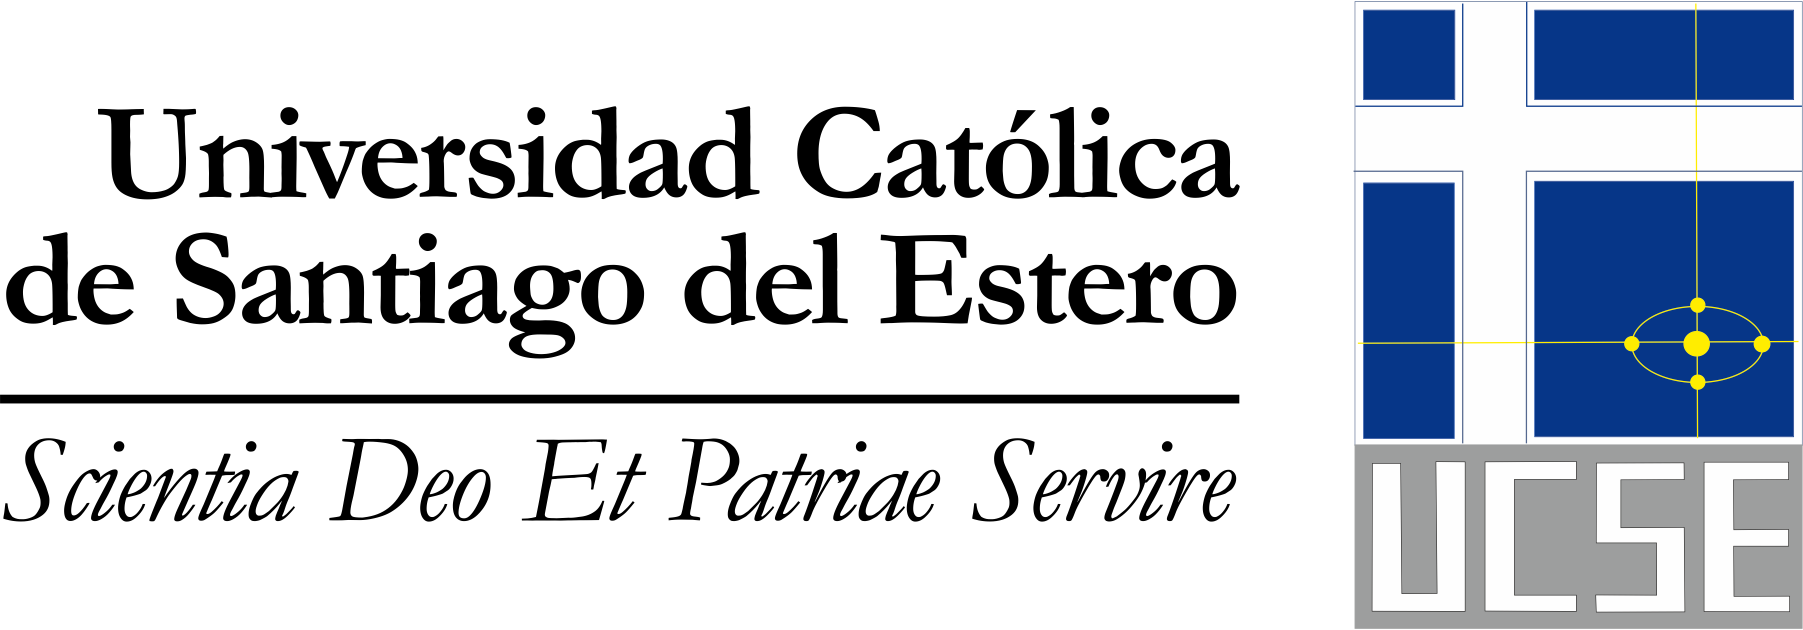 Universidad Católica
de Santiago del Estero
Scientia Deo Et Patriae Servire
UCSE